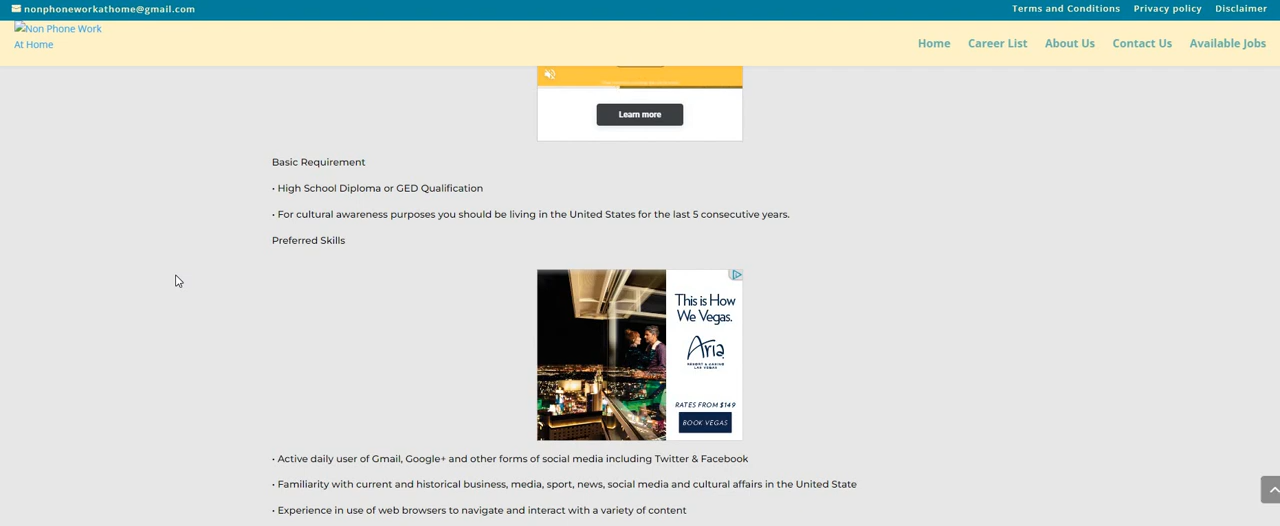 nonphoneworkathome@gmail.com
Terms and Conditions Privacy policy Disclaimer
Non Phone Work
At Home
Home Career List About Us Contact Us Available Jobs
Learn more
Basic Requirement
• High School Diploma or GED Qualification
• For cultural awareness purposes you should be living in the United States for the last 5 consecutive years.
Preferred Skills
This is How
We Vegas.
Aria
RESORT & CASINO
LAS VEGAS
RATES FROM $149
BOOK VEGAS
• Active daily user of Gmail, Google+ and other forms of social media including Twitter & Facebook
• Familiarity with current and historical business, media, sport, news, social media and cultural affairs in the United State
• Experience in use of web browsers to navigate and interact with a variety of content